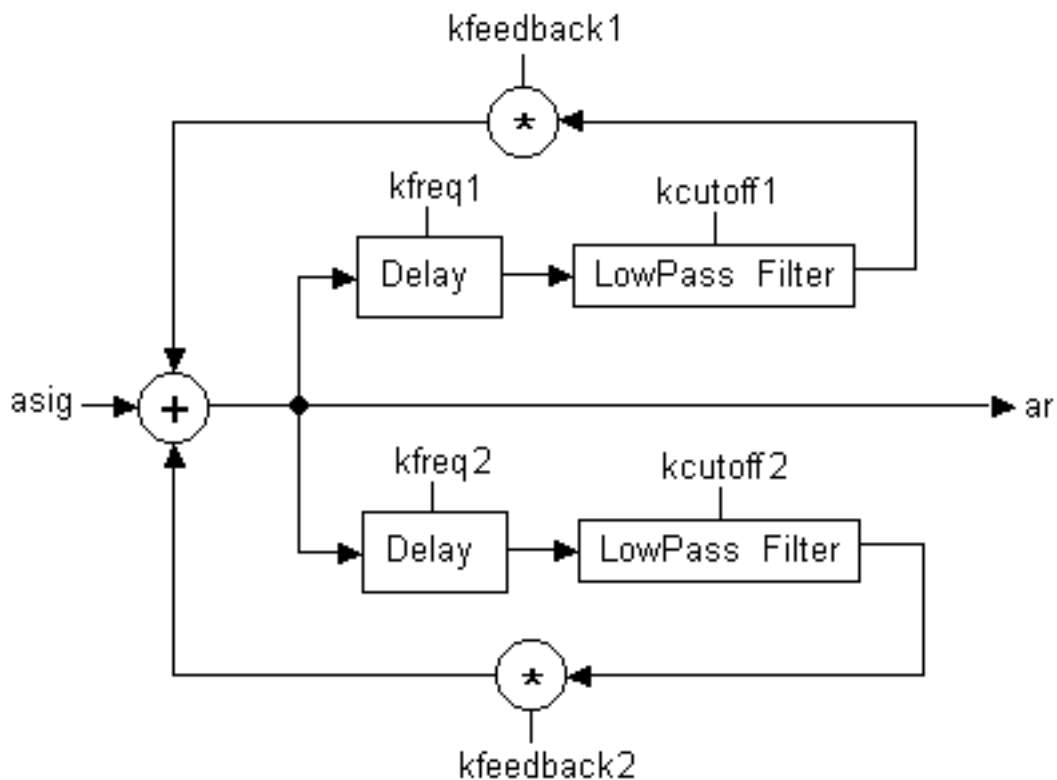 kfeedback1
*
kfreq1
kcutoff1
Delay
LowPass Filter
asig
+
ar
kfreq2
kcutoff2
Delay
LowPass Filter
*
kfeedback2